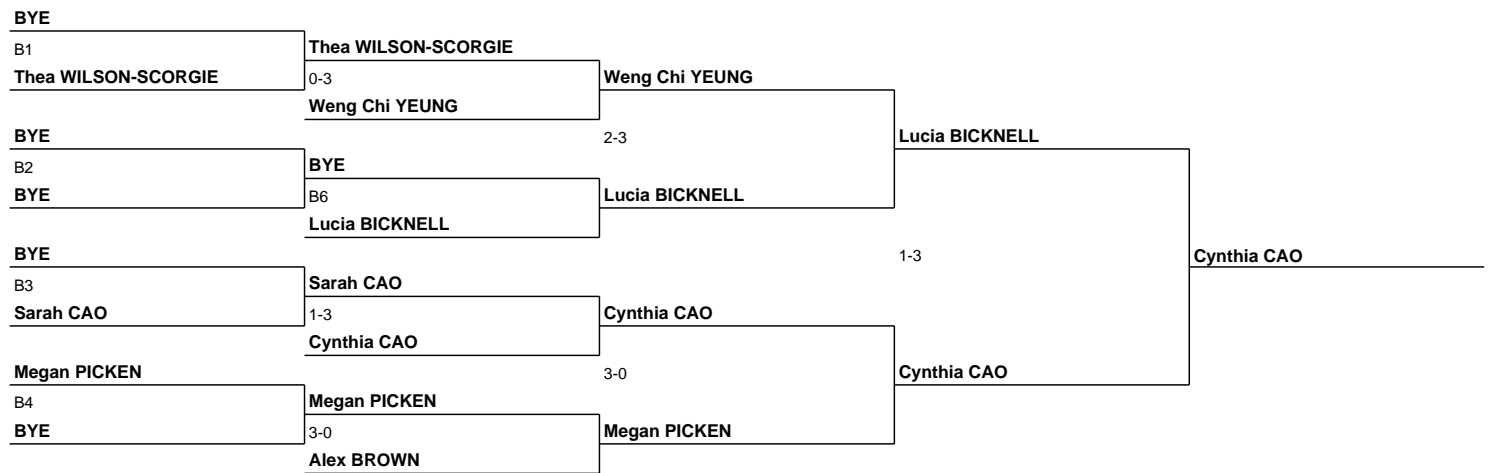 BYE
B1
Thea WILSON-SCORGIE
Thea WILSON-SCORGIE
0-3
Weng Chi YEUNG
Weng Chi YEUNG
BYE
B2
BYE
BYE
B6
Lucia BICKNELL
2-3
Lucia BICKNELL
Lucia BICKNELL
BYE
B3
Sarah CAO
Sarah CAO
1-3
Cynthia CAO
Cynthia CAO
1-3
Cynthia CAO
Megan PICKEN
B4
BYE
Megan PICKEN
3-0
Alex BROWN
3-0
Megan PICKEN
Cynthia CAO